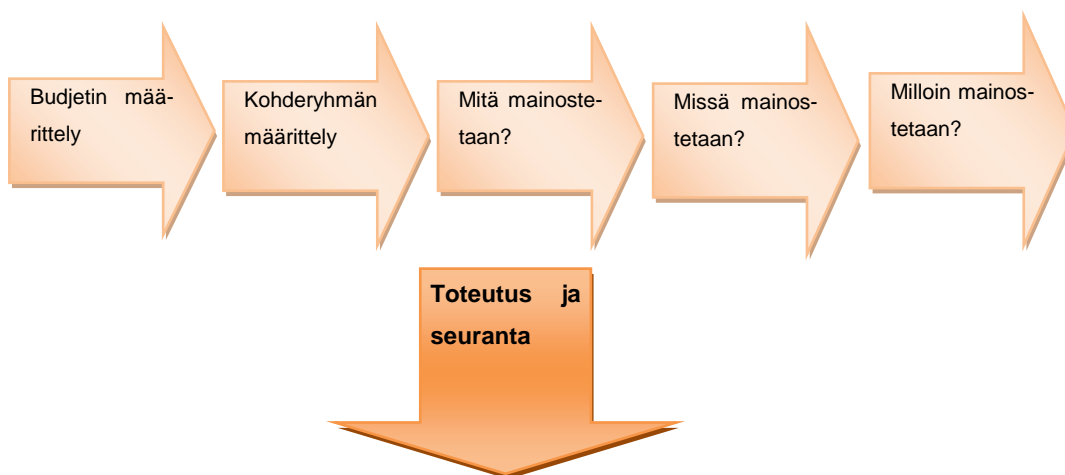 Budjetin mää-
rittely
Kohderyhmän
määrittely
Mitä mainoste-
taan?
Missä mainos-
tetaan?
Milloin mainos-
tetaan?
Toteutus ja
seuranta